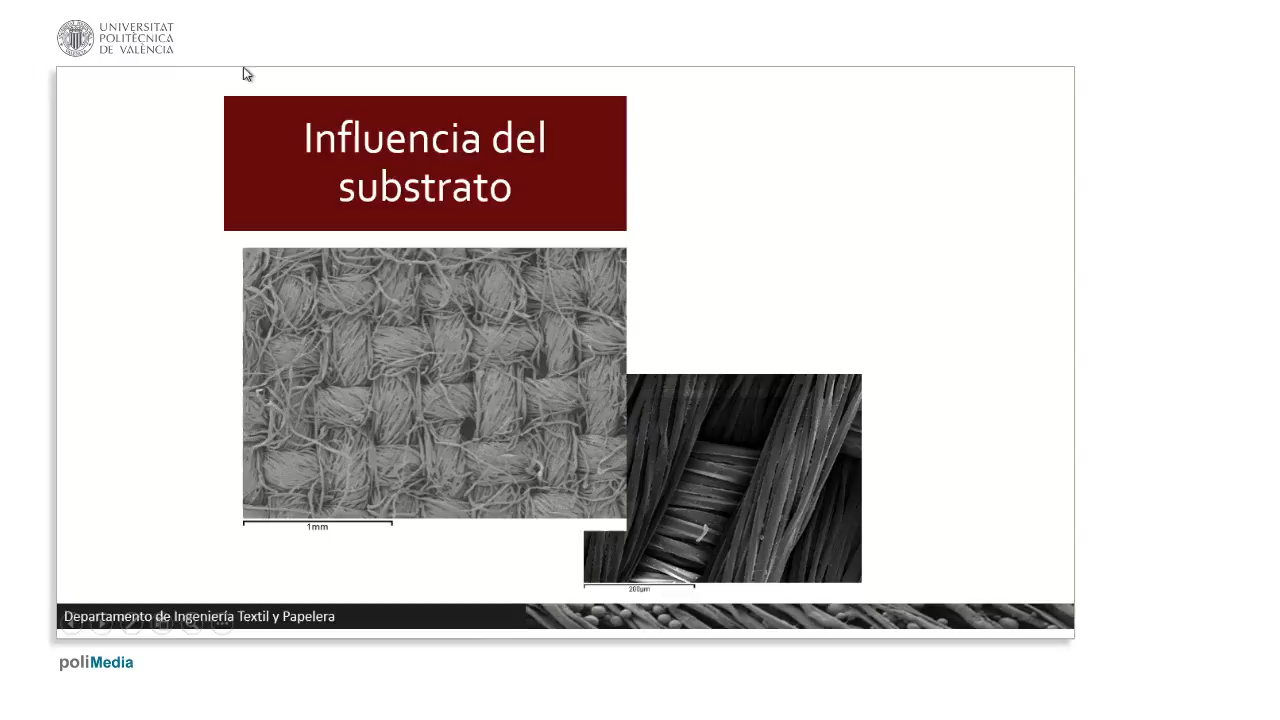 UNIVERSITAT
POLITÈCNICA
DE VALÈNCIA
Influencia del
substrato
1mm
200μm
Departamento de Ingeniería Textil y Papelera
poliMedia